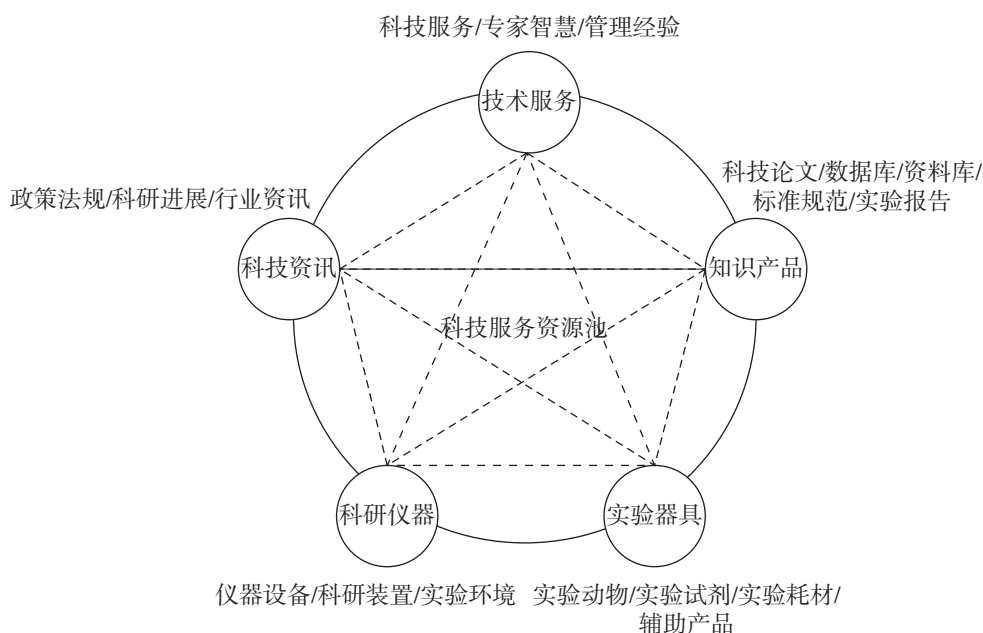 科技服务/专家智慧/管理经验
技术服务
科技论文/数据库/资料库/
标准规范/实验报告
政策法规/科研进展/行业资讯
科技资讯
知识产品
科技服务资源池
科研仪器
实验器具
仪器设备/科研装置/实验环境
实验动物/实验试剂/实验耗材/
辅助产品